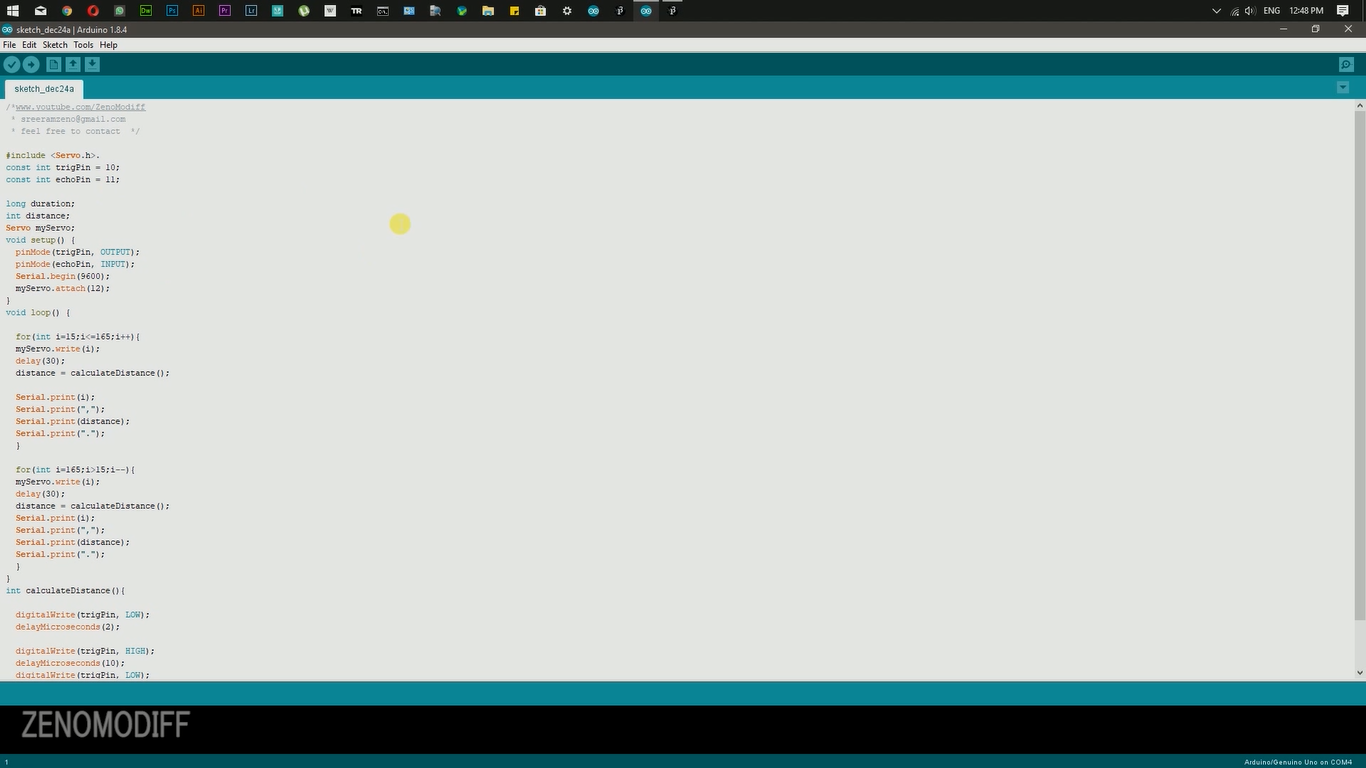 Dw Ps Ai Pr Lr W TR ENG 12:48 PM
sketch_dec24a | Arduino 1.8.4
File Edit Sketch Tools Help
sketch_dec24a
/*www.youtube.com/ZenoModiff
* sreeramzeno@gmail.com
* feel free to contact */
#include <Servo.h>.
const int trigPin = 10;
const int echoPin = 11;
long duration;
int distance;
Servo myServo;
void setup() {
pinMode(trigPin, OUTPUT);
pinMode(echoPin, INPUT);
Serial.begin(9600);
myServo.attach(12);
}
void loop() {
for(int i=15;i<=165;i++){
myServo.write(i);
delay(30);
distance = calculateDistance();
Serial.print(i);
Serial.print(",");
Serial.print(distance);
Serial.print(".");
}
for(int i=165;i>15;i--){
myServo.write(i);
delay(30);
distance = calculateDistance();
Serial.print(i);
Serial.print(",");
Serial.print(distance);
Serial.print(".");
}
}
int calculateDistance(){
digitalWrite(trigPin, LOW);
delayMicroseconds(2);
digitalWrite(trigPin, HIGH);
delayMicroseconds(10);
digitalWrite(trigPin, LOW);
ZENOMODIFF
1 Arduino/Genuino Uno on COM4